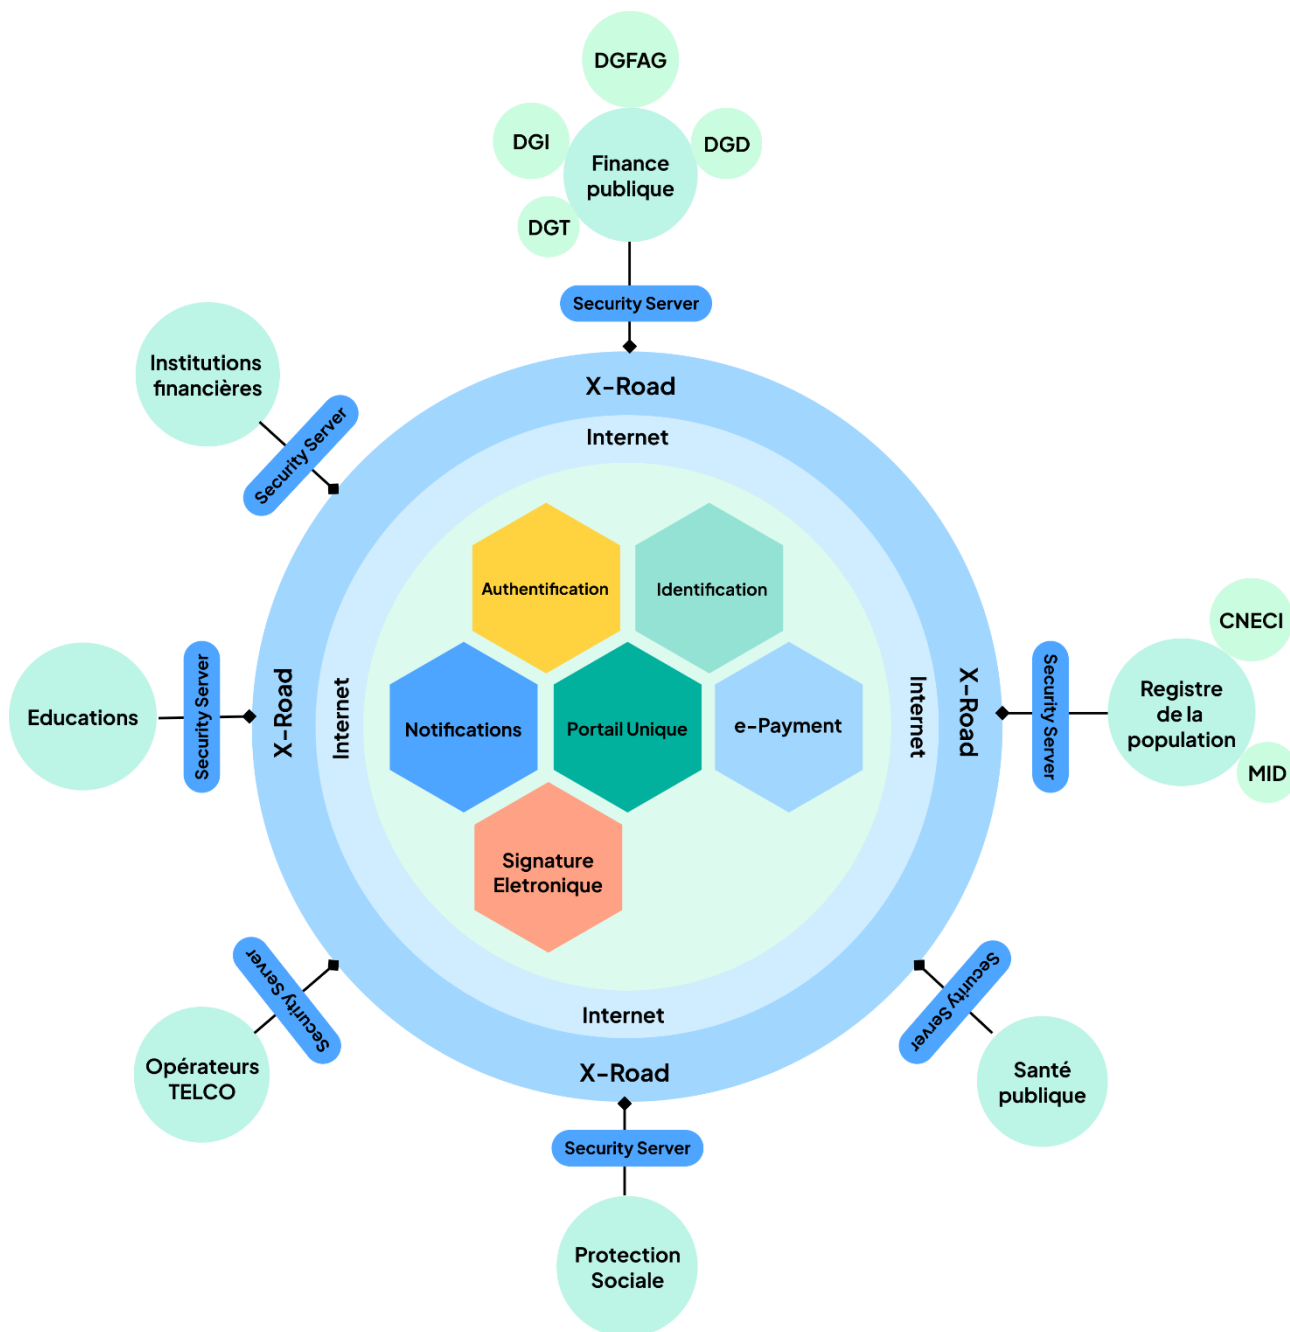 DGFAG
DGI
DGD
Finance
publique
DGT
Security Server
Institutions
financières
Security Server
X-Road
Internet
Authentification
Identification
CNECI
Educations
Security Server
X-Road
Internet
Notifications
Portail Unique
e-Payment
Internet
X-Road
Security Server
Registre
de la
population
MID
Signature
Eletronique
Security Server
Opérateurs
TELCO
Internet
X-Road
Security Server
Santé
publique
Security Server
Protection
Sociale